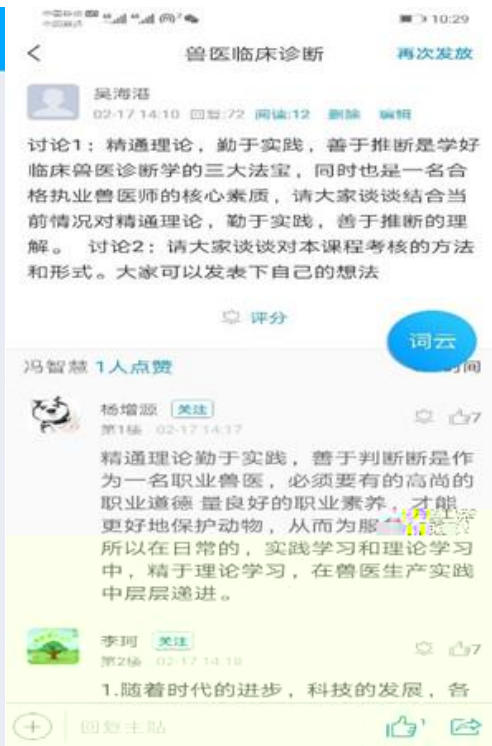 10:29
兽医临床诊断
再次发放
吴海港
02-17 14:10 回复:72 阅读:12 删除 编辑
讨论1：精通理论，勤于实践，善于推断是学好
临床兽医诊断学的三大法宝，同时也是一名合
格执业兽医师的核心素质，请大家谈谈结合当
前情况对精通理论，勤于实践，善于推断的理
解。 讨论2：请大家谈谈对本课程考核的方法
和形式。大家可以发表下自己的想法
评分
词云
冯智慧 1人点赞
时间
杨增源 关注
7
第1楼 02-17 14:17
精通理论勤于实践，善于判断断是作
为一名职业兽医，必须要有的高尚的
职业道德 量良好的职业素养，才能
更好地保护动物，从而为服
所以在日常的，实践学习和理论学习
中，精于理论学习，在兽医生产实践
中层层递进。
李珂 关注
7
第2楼 02-17 14:18
1.随着时代的进步，科技的发展，各
回复主贴